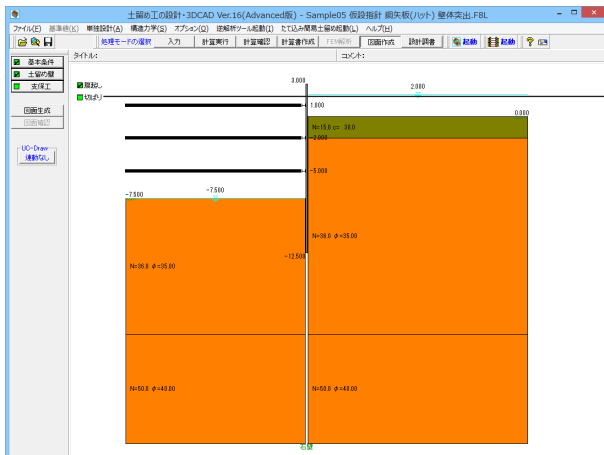 土留め工の設計・3DCAD Ver.16(Advanced版) - Sample05 仮設指針 鋼矢板(ハット) 壁体突出.F8L
ファイル(F) 基準値(K) 単独設計(A) 構造力学(S) オプション(O) 逆解析ツール起動(I) たて込み簡易土留め起動(L) ヘルプ(H)
処理モードの選択 入力 計算実行 計算確認 計算書作成 FEM解析 図面作成 設計調書 起動 起動
基本条件
土留め壁
支保工
図面生成
図面確認
UC-Draw
連動なし
タイトル: コメント:
腹起し
切ばり
3.000
2.000
1.000
0.000
N=15.0 c= 30.0
-2.000
-5.000
-7.500
-7.500
N=36.0 φ=35.00
-12.500
N=36.0 φ=35.00
N=50.0 φ=40.00
N=50.0 φ=40.00
右壁